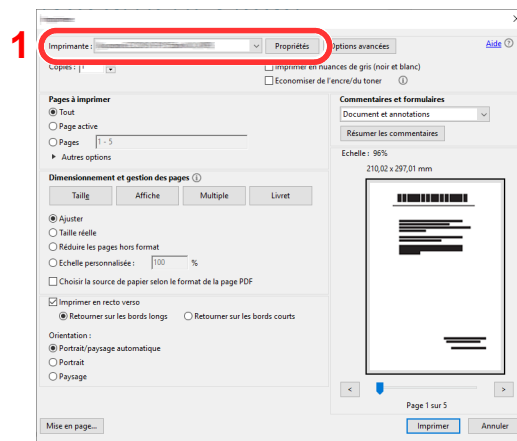 1
Imprimante :
Propriétés
Options avancées
Aide
Copies : 1
Imprimer en nuances de gris (noir et blanc)
Economiser de l'encre/du toner
Pages à imprimer
Tout
Page active
Pages 1 - 5
Autres options
Dimensionnement et gestion des pages
Taille Affiche Multiple Livret
Ajuster
Taille réelle
Réduire les pages hors format
Echelle personnalisée : 100 %
Choisir la source de papier selon le format de la page PDF
Imprimer en recto verso
Retourner sur les bords longs Retourner sur les bords courts
Orientation :
Portrait/paysage automatique
Portrait
Paysage
Commentaires et formulaires
Document et annotations
Résumer les commentaires
Echelle : 96%
210,02 x 297,01 mm
< >
Page 1 sur 5
Mise en page...
Imprimer
Annuler